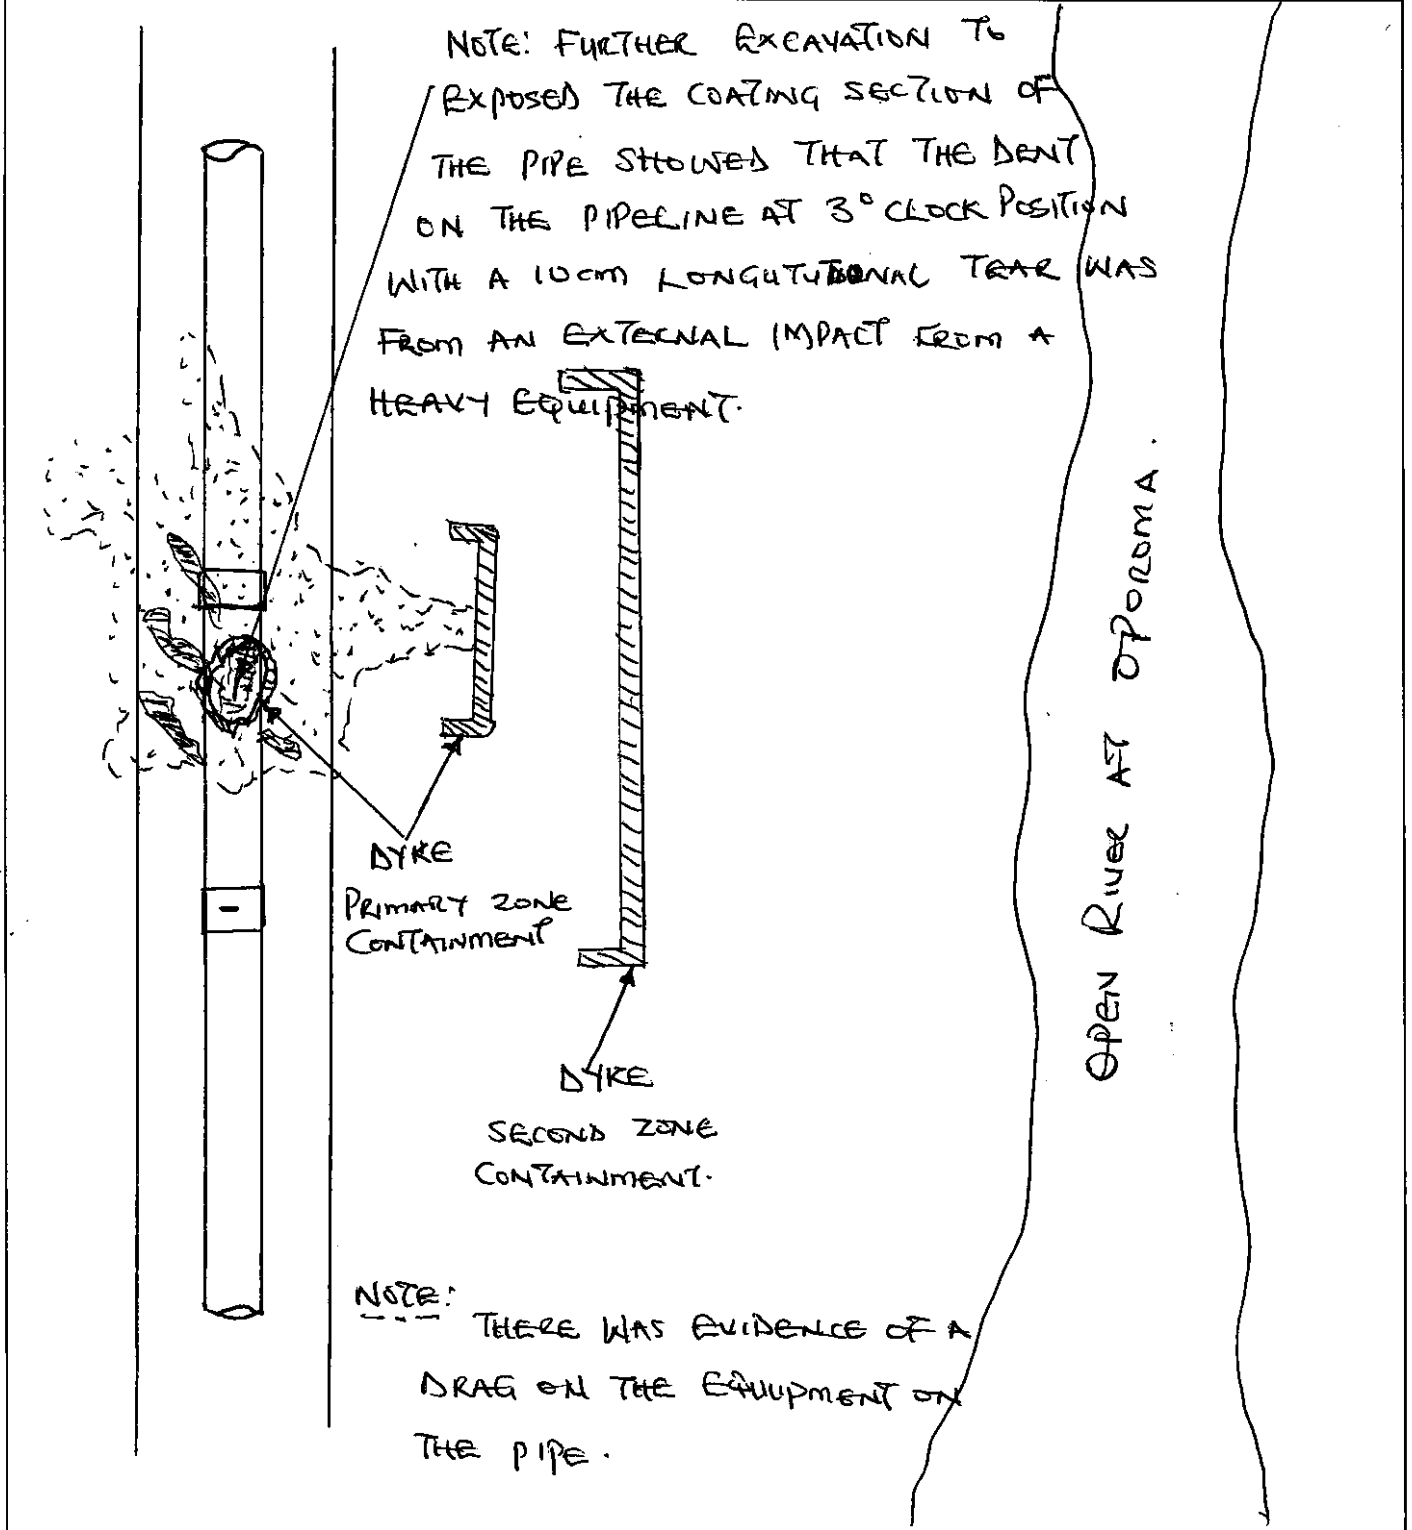 NOTE: FURTHER EXCAVATION TO
EXPOSED THE COATING SECTION OF
THE PIPE SHOWED THAT THE DENT
ON THE PIPELINE AT 3° CLOCK POSITION
WITH A 10cm LONGUTUDONAL TEAR WAS
FROM AN EXTERNAL IMPACT FROM A
HEAVY EQUIPMENT.
DYKE
PRIMARY ZONE
CONTAINMENT
DYKE
SECOND ZONE
CONTAINMENT.
OPEN RIVER AT OPOROMA.
NOTE:
THERE WAS EVIDENCE OF A
DRAG ON THE EQUUPMENT ON
THE PIPE.